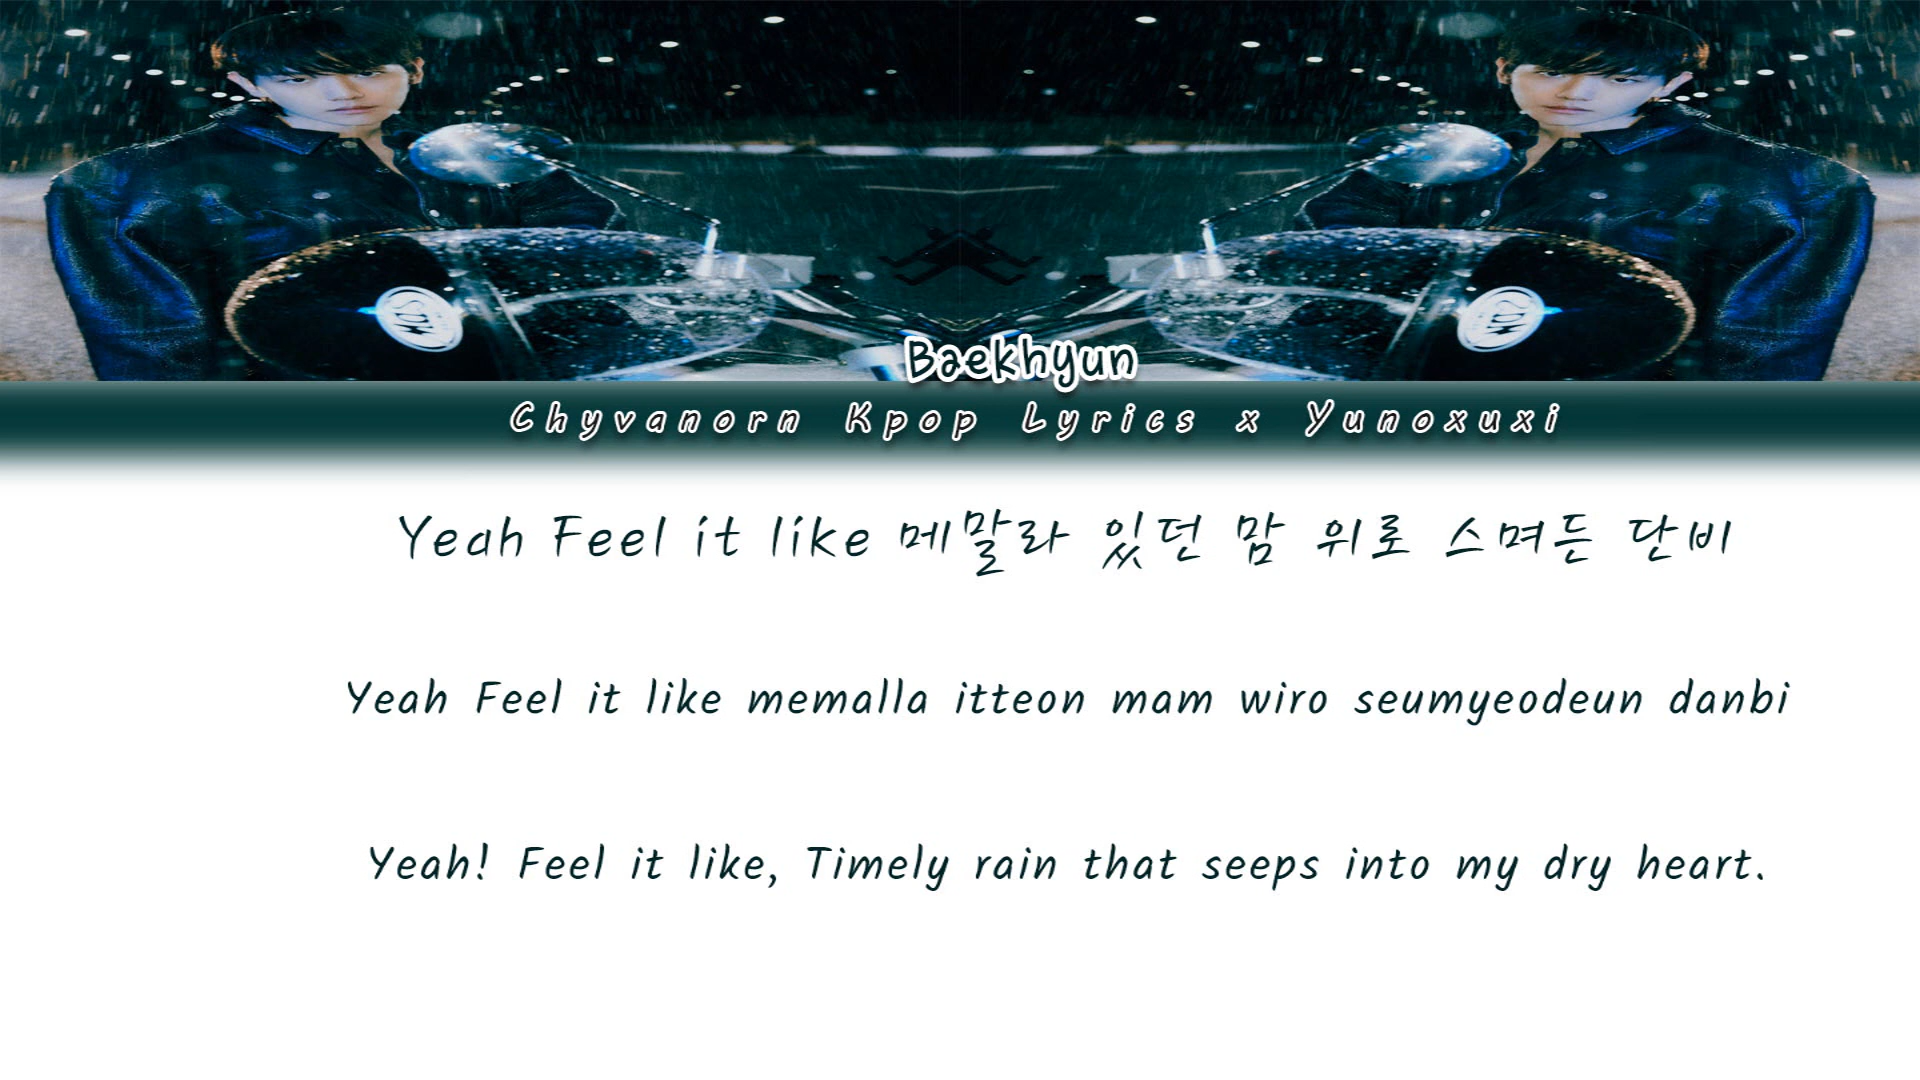 Baekhyun
Chyvanorn Kpop Lyrics x Yunoxuxi
Yeah Feel it like 메말라 있던 맘 위로 스며든 단비
Yeah Feel it like memalla itteon mam wiro seumyeodeun danbi
Yeah! Feel it like, Timely rain that seeps into my dry heart.